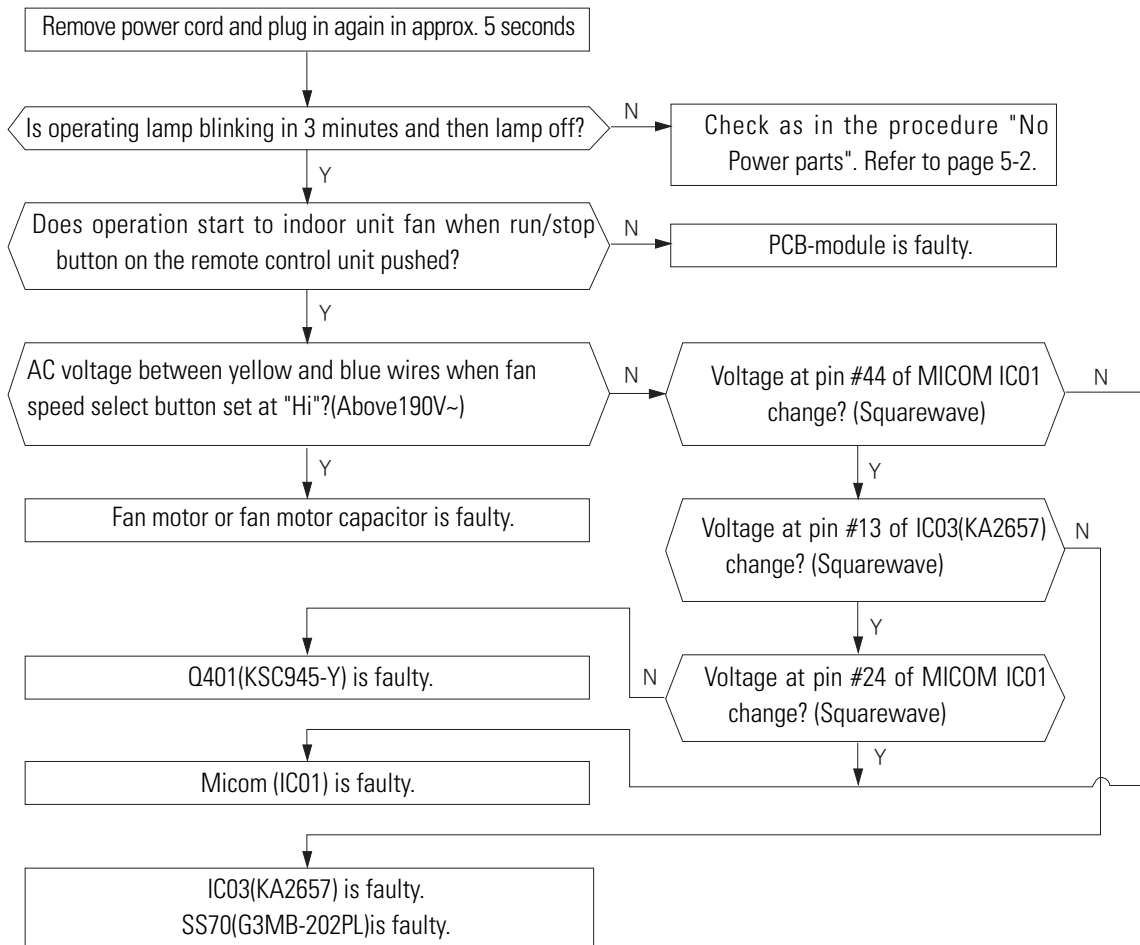 Remove power cord and plug in again in approx. 5 seconds
Is operating lamp blinking in 3 minutes and then lamp off?
N
Check as in the procedure "No
Power parts". Refer to page 5-2.
Y
Does operation start to indoor unit fan when run/stop
button on the remote control unit pushed?
N
PCB-module is faulty.
Y
AC voltage between yellow and blue wires when fan
speed select button set at "Hi"?(Above190V~)
N
Voltage at pin #44 of MICOM IC01
change? (Squarewave)
N
Y
Y
Fan motor or fan motor capacitor is faulty.
Voltage at pin #13 of IC03(KA2657)
change? (Squarewave)
N
Y
Q401(KSC945-Y) is faulty.
N
Voltage at pin #24 of MICOM IC01
change? (Squarewave)
Y
Micom (IC01) is faulty.
IC03(KA2657) is faulty.
SS70(G3MB-202PL)is faulty.